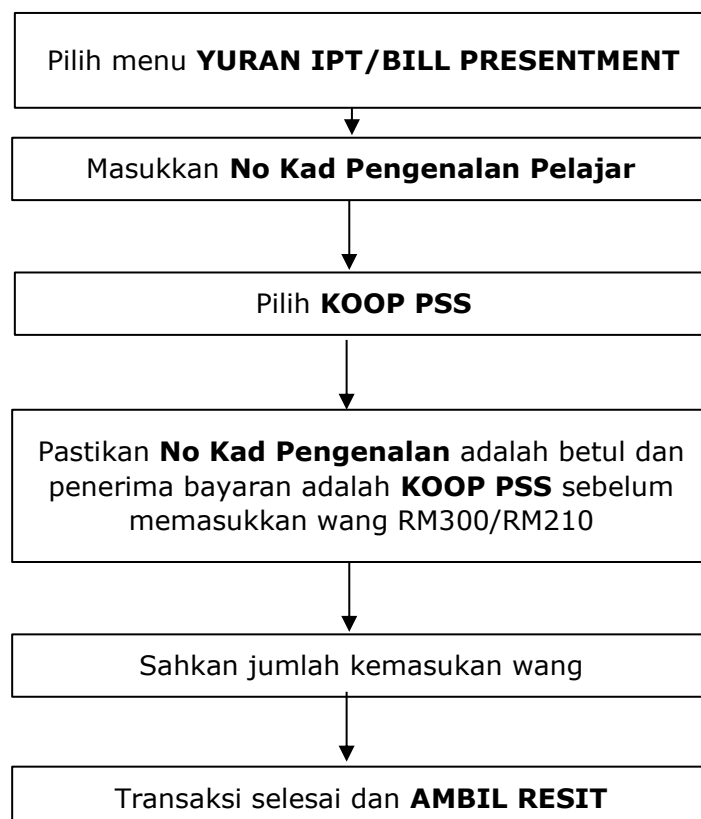 Pilih menu YURAN IPT/BILL PRESENTMENT
Masukkan No Kad Pengenalan Pelajar
Pilih KOOP PSS
Pastikan No Kad Pengenalan adalah betul dan
penerima bayaran adalah KOOP PSS sebelum
memasukkan wang RM300/RM210
Sahkan jumlah kemasukan wang
Transaksi selesai dan AMBIL RESIT